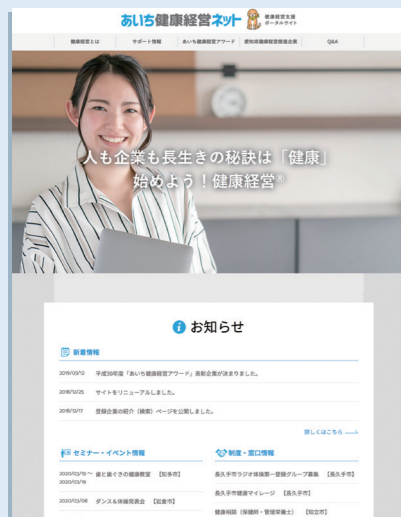 あいち健康経営ネット
健康経営支援
ポータルサイト
健康経営とは
サポート情報
あいち健康経営アワード
愛知県健康経営推進企業
Q&A
人も企業も長生きの秘訣は「健康」
始めよう！健康経営®
お知らせ
新着情報
2019/03/12 平成30年度「あいち健康経営アワード」表彰企業が決まりました。
2018/12/25 サイトをリニューアルしました。
2018/12/17 登録企業の紹介（検索）ページを公開しました。
詳しくはこちら
セミナー・イベント情報
2020/03/19 ～ 歯と歯ぐきの健康教室 【知多市】
2020/03/19
2020/03/08 ダンス＆体操発表会 【岩倉市】
制度・窓口情報
長久手市ラジオ体操第一登録グループ募集 【長久手市】
長久手市健康マイレージ 【長久手市】
健康相談（保健師・管理栄養士） 【知立市】